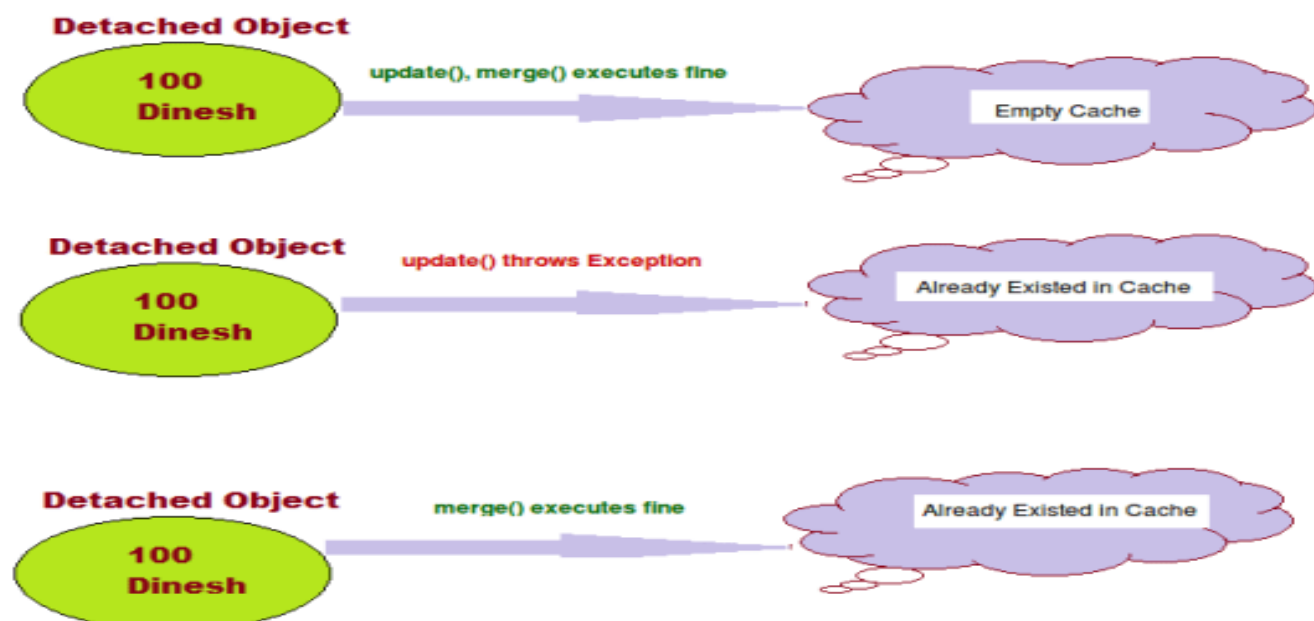 Detached Object
100
Dinesh
update(), merge() executes fine
Empty Cache
Detached Object
100
Dinesh
update() throws Exception
Already Existed in Cache
Detached Object
100
Dinesh
merge() executes fine
Already Existed in Cache